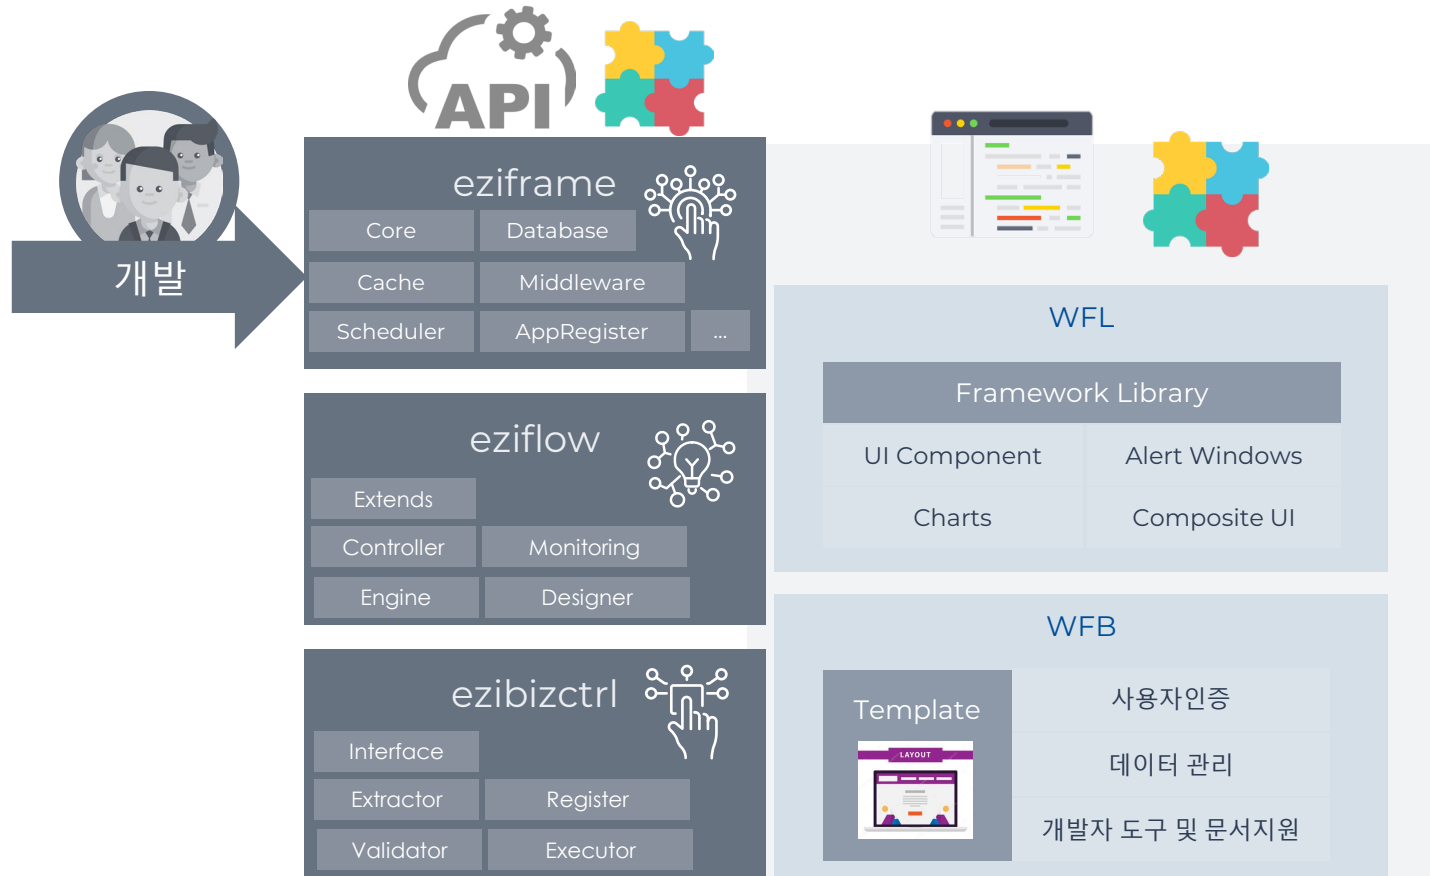 API
개발
eziframe
Core
Database
Cache
Middleware
Scheduler
AppRegister
...
eziflow
Extends
Controller
Monitoring
Engine
Designer
ezibizctrl
Interface
Extractor
Register
Validator
Executor
WFL
Framework Library
UI Component
Alert Windows
Charts
Composite UI
WFB
Template
LAYOUT
사용자인증
데이터 관리
개발자 도구 및 문서지원